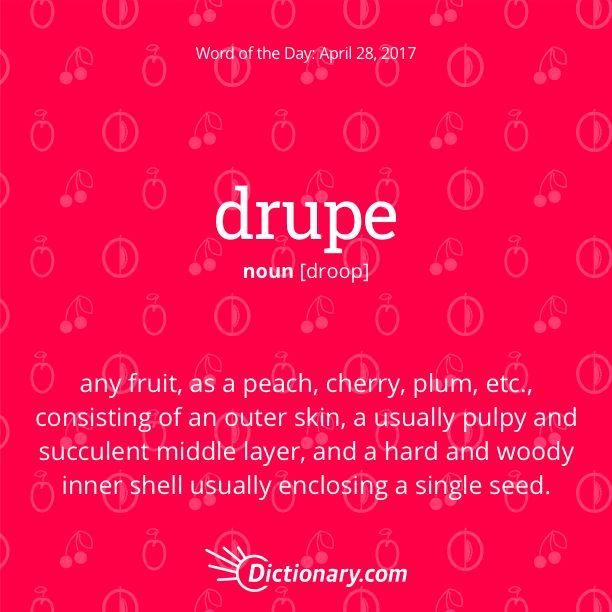 Word of the Day: April 28, 2017
drupe
noun [droop]
any fruit, as a peach, cherry, plum, etc.,
consisting of an outer skin, a usually pulpy and
succulent middle layer, and a hard and woody
inner shell usually enclosing a single seed.
Dictionary.com